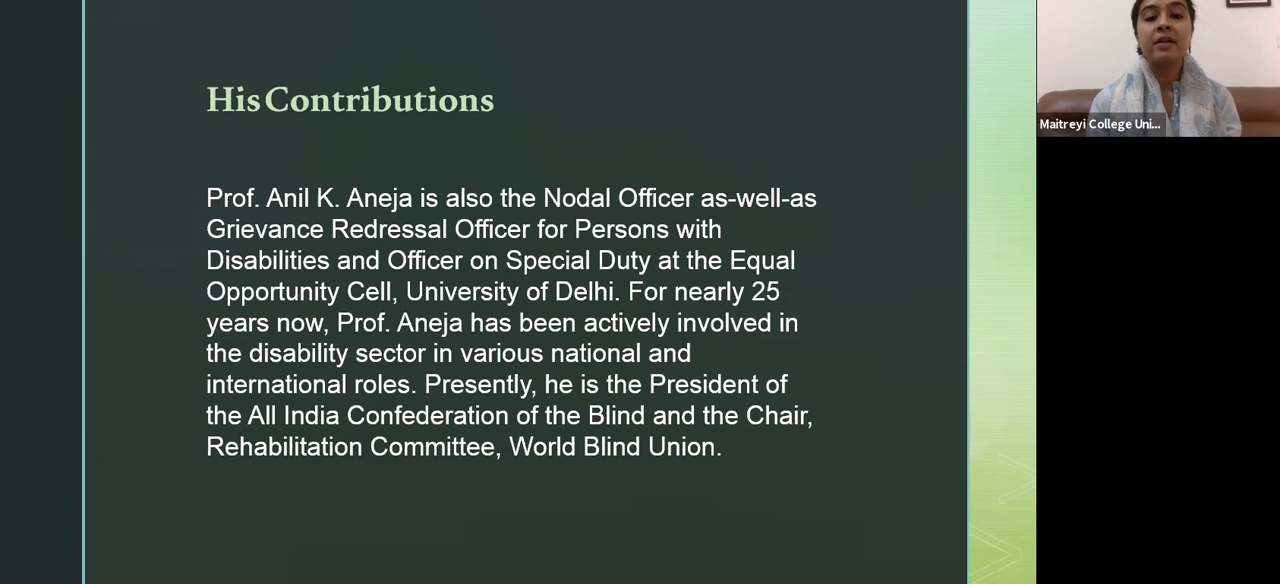 His Contributions
Prof. Anil K. Aneja is also the Nodal Officer as-well-as
Grievance Redressal Officer for Persons with
Disabilities and Officer on Special Duty at the Equal
Opportunity Cell, University of Delhi. For nearly 25
years now, Prof. Aneja has been actively involved in
the disability sector in various national and
international roles. Presently, he is the President of
the All India Confederation of the Blind and the Chair,
Rehabilitation Committee, World Blind Union.
Maitreyi College Uni...